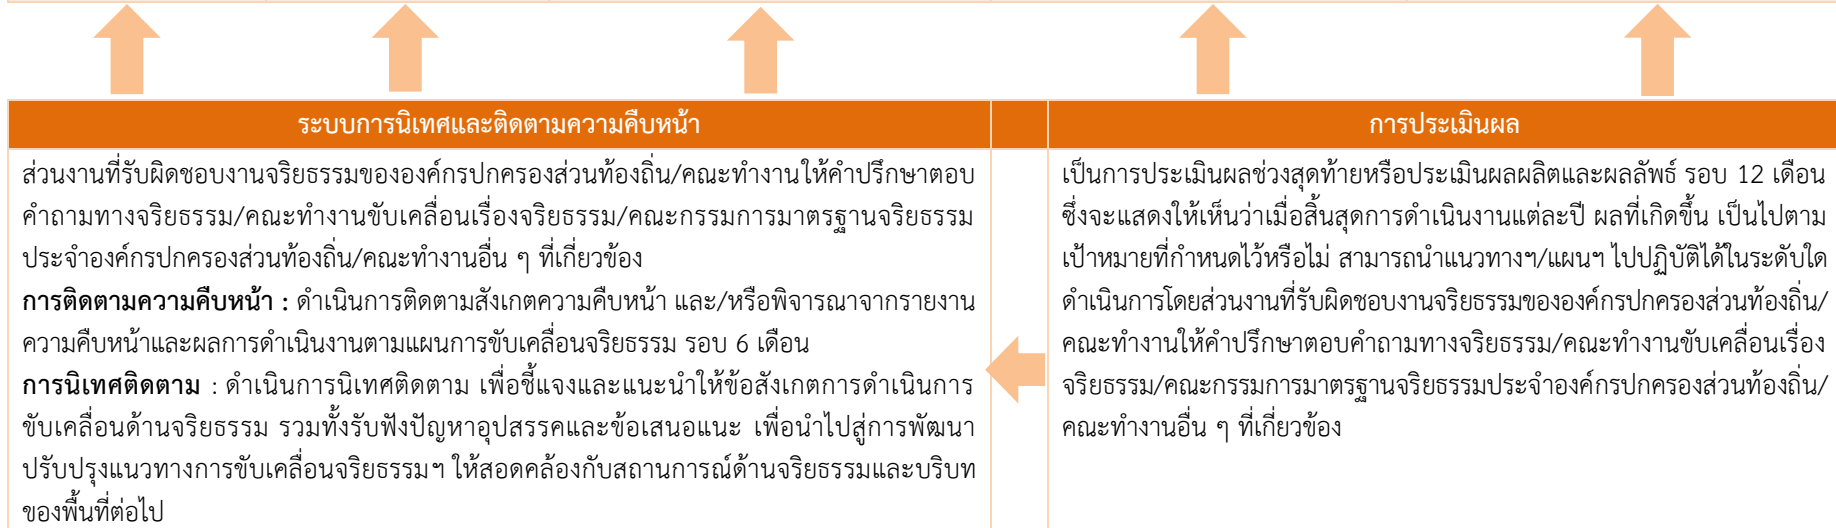 ระบบการนิเทศและติดตามความคืบหน้า
ส่วนงานที่รับผิดชอบงานจริยธรรมขององค์กรปกครองส่วนท้องถิ่น/คณะทำงานให้คำปรึกษาตอบ
คำถามทางจริยธรรม/คณะทำงานขับเคลื่อนเรื่องจริยธรรม/คณะกรรมการมาตรฐานจริยธรรม
ประจำองค์กรปกครองส่วนท้องถิ่น/คณะทำงานอื่น ๆ ที่เกี่ยวข้อง
การติดตามความคืบหน้า : ดำเนินการติดตามสังเกตความคืบหน้า และ/หรือพิจารณาจากรายงาน
ความคืบหน้าและผลการดำเนินงานตามแผนการขับเคลื่อนจริยธรรม รอบ 6 เดือน
การนิเทศติดตาม : ดำเนินการนิเทศติดตาม เพื่อชี้แจงและแนะนำให้ข้อสังเกตการดำเนินการ
ขับเคลื่อนด้านจริยธรรม รวมทั้งรับฟังปัญหาอุปสรรคและข้อเสนอแนะ เพื่อนำไปสู่การพัฒนา
ปรับปรุงแนวทางการขับเคลื่อนจริยธรรมฯ ให้สอดคล้องกับสถานการณ์ด้านจริยธรรมและบริบท
ของพื้นที่ต่อไป
การประเมินผล
เป็นการประเมินผลช่วงสุดท้ายหรือประเมินผลผลิตและผลลัพธ์ รอบ 12 เดือน
ซึ่งจะแสดงให้เห็นว่าเมื่อสิ้นสุดการดำเนินงานแต่ละปี ผลที่เกิดขึ้น เป็นไปตาม
เป้าหมายที่กำหนดไว้หรือไม่ สามารถนำแนวทางฯ/แผนฯ ไปปฏิบัติได้ในระดับใด
ดำเนินการโดยส่วนงานที่รับผิดชอบงานจริยธรรมขององค์กรปกครองส่วนท้องถิ่น/
คณะทำงานให้คำปรึกษาตอบคำถามทางจริยธรรม/คณะทำงานขับเคลื่อนเรื่อง
จริยธรรม/คณะกรรมการมาตรฐานจริยธรรมประจำองค์กรปกครองส่วนท้องถิ่น/
คณะทำงานอื่น ๆ ที่เกี่ยวข้อง